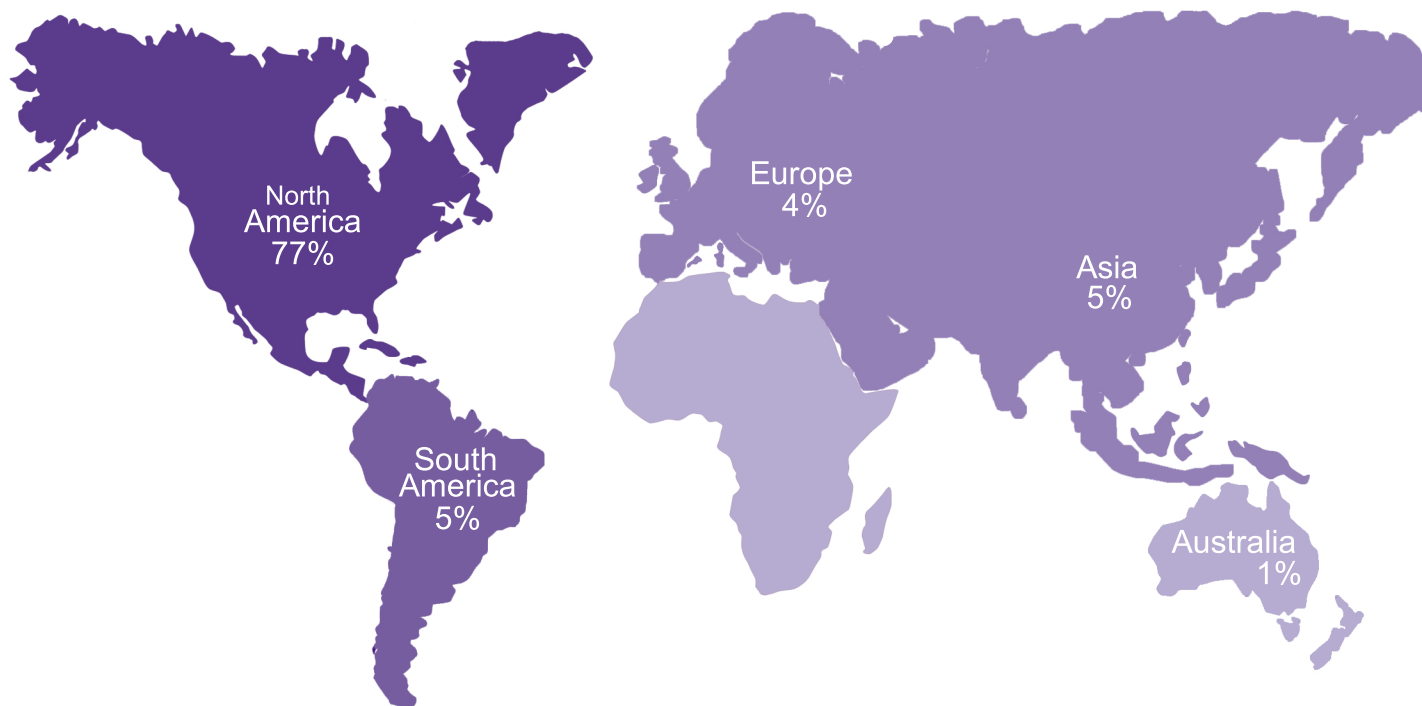 North
America
77%
South
America
5%
Europe
4%
Asia
5%
Australia
1%